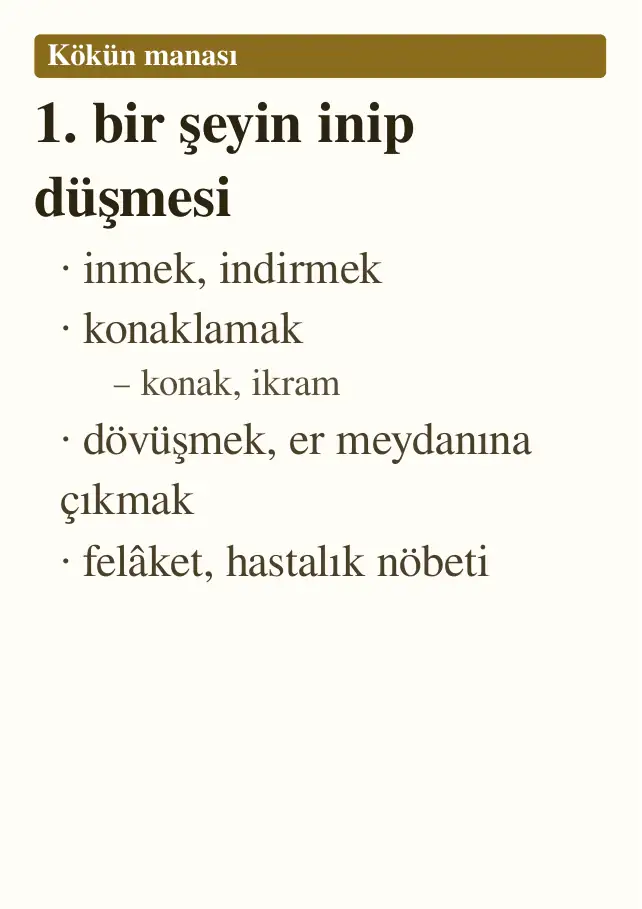 Kökün manası
1. bir şeyin inip
düşmesi
· inmek, indirmek
· konaklamak
– konak, ikram
· dövüşmek, er meydanına
çıkmak
· felâket, hastalık nöbeti